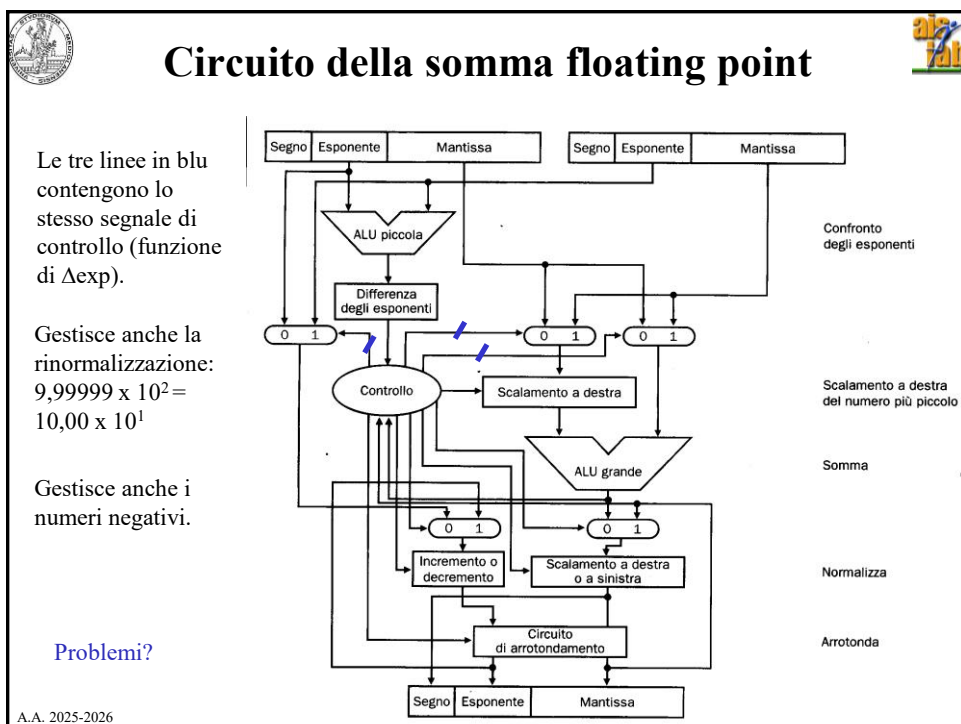 Circuito della somma floating point
ais
lab
Le tre linee in blu
contengono lo
stesso segnale di
controllo (funzione
di Δexp).
Gestisce anche la
rinormalizzazione:
9,99999 x 10² =
10,00 x 10¹
Gestisce anche i
numeri negativi.
Problemi?
A.A. 2025-2026
Segno Esponente Mantissa
Segno Esponente Mantissa
ALU piccola
Confronto
degli esponenti
Differenza
degli esponenti
0 1
0 1
0 1
Controllo
Scalamento a destra
Scalamento a destra
del numero più piccolo
ALU grande
Somma
0 1
0 1
Incremento o
decremento
Scalamento a destra
o a sinistra
Normalizza
Circuito
di arrotondamento
Arrotonda
Segno Esponente Mantissa